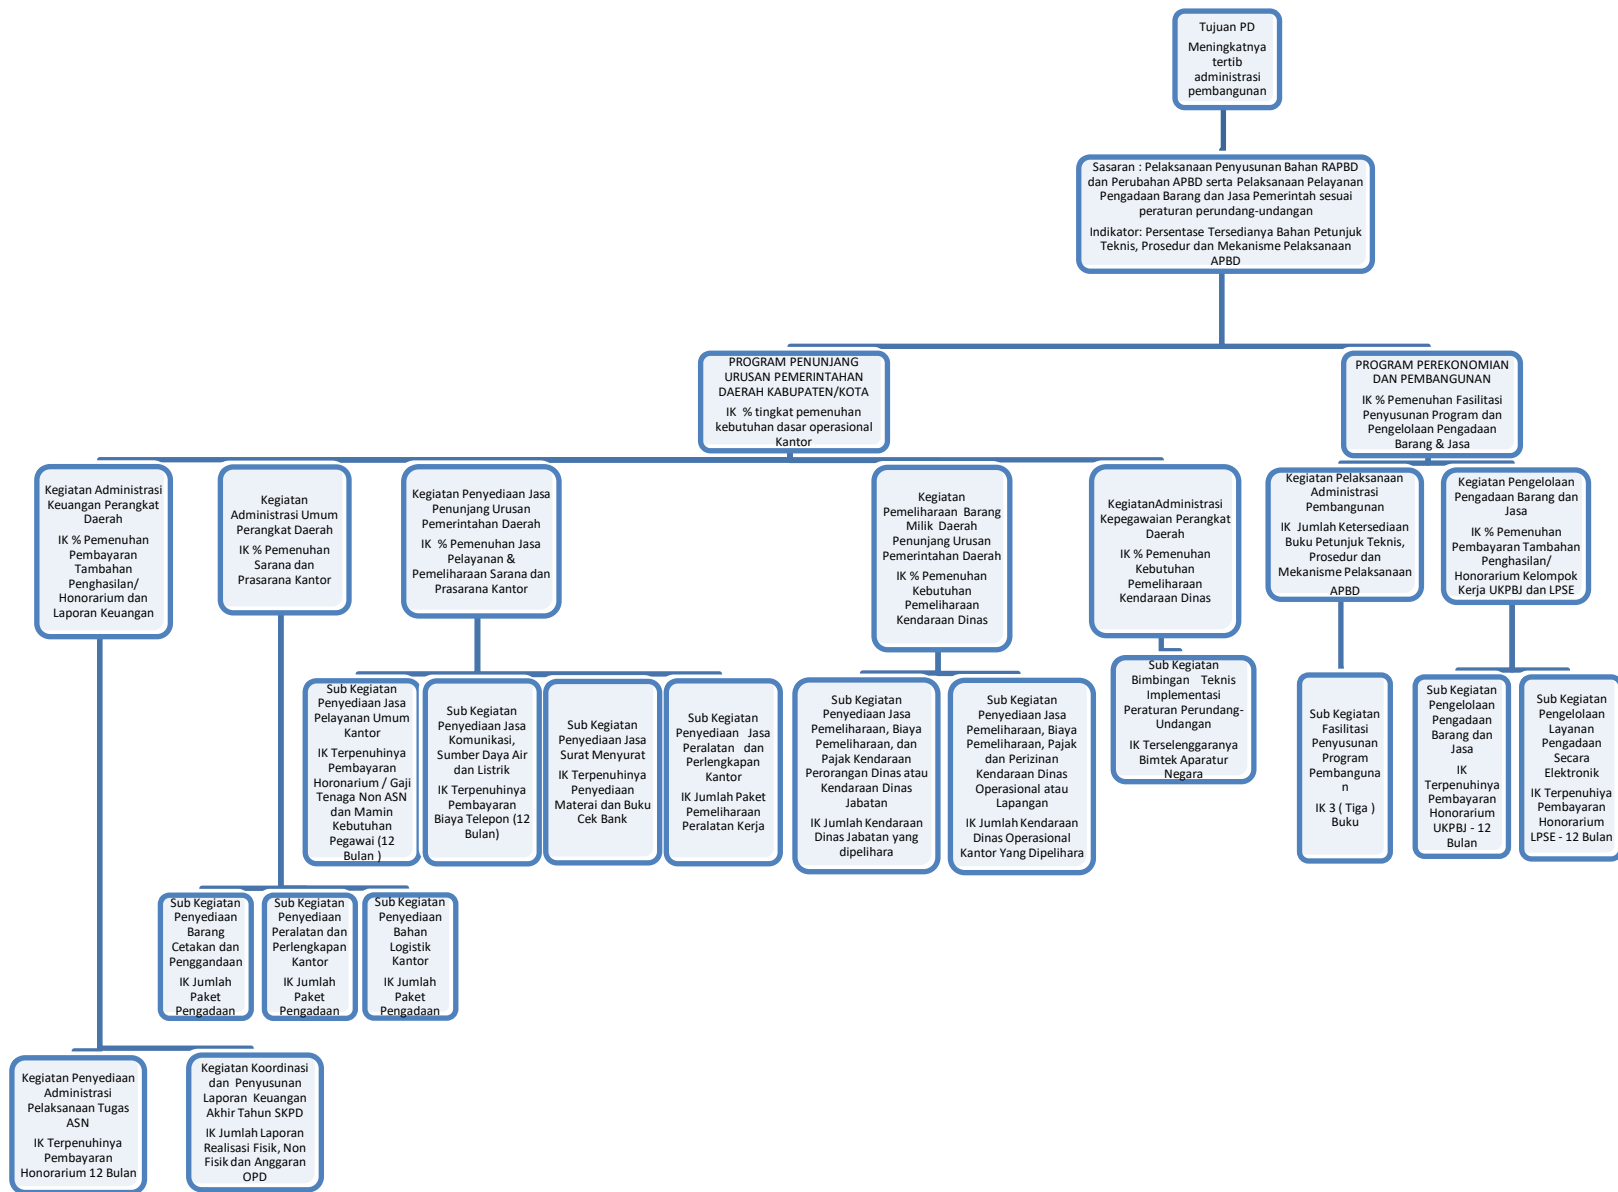 Tujuan PD
Meningkatnya
tertib
administrasi
pembangunan
Sasaran : Pelaksanaan Penyusunan Bahan RAPBD
dan Perubahan APBD serta Pelaksanaan Pelayanan
Pengadaan Barang dan Jasa Pemerintah sesuai
peraturan perundang-undangan
Indikator: Persentase Tersedianya Bahan Petunjuk
Teknis, Prosedur dan Mekanisme Pelaksanaan
APBD
PROGRAM PENUNJANG
URUSAN PEMERINTAHAN
DAERAH KABUPATEN/KOTA
IK % tingkat pemenuhan
kebutuhan dasar operasional
Kantor
PROGRAM PEREKONOMIAN
DAN PEMBANGUNAN
IK % Pemenuhan Fasilitasi
Penyusunan Program dan
Pengelolaan Pengadaan
Barang & Jasa
Kegiatan Administrasi
Keuangan Perangkat
Daerah
IK % Pemenuhan
Pembayaran
Tambahan
Penghasilan/
Honorarium dan
Laporan Keuangan
Kegiatan
Administrasi Umum
Perangkat Daerah
IK % Pemenuhan
Sarana dan
Prasarana Kantor
Kegiatan Penyediaan Jasa
Penunjang Urusan
Pemerintahan Daerah
IK % Pemenuhan Jasa
Pelayanan &
Pemeliharaan Sarana dan
Prasarana Kantor
Kegiatan
Pemeliharaan Barang
Milik Daerah
Penunjang Urusan
Pemerintahan Daerah
IK % Pemenuhan
Kebutuhan
Pemeliharaan
Kendaraan Dinas
KegiatanAdministrasi
Kepegawaian Perangkat
Daerah
IK % Pemenuhan
Kebutuhan
Pemeliharaan
Kendaraan Dinas
Kegiatan Pelaksanaan
Administrasi
Pembangunan
IK Jumlah Ketersediaan
Buku Petunjuk Teknis,
Prosedur dan
Mekanisme Pelaksanaan
APBD
Kegiatan Pengelolaan
Pengadaan Barang dan
Jasa
IK % Pemenuhan
Pembayaran Tambahan
Penghasilan/
Honorarium Kelompok
Kerja UKPBJ dan LPSE
Sub Kegiatan
Penyediaan Jasa
Pelayanan Umum
Kantor
IK Terpenuhinya
Pembayaran
Horonarium / Gaji
Tenaga Non ASN
dan Mamin
Kebutuhan
Pegawai (12
Bulan )
Sub Kegiatan
Penyediaan Jasa
Komunikasi,
Sumber Daya Air
dan Listrik
IK Terpenuhinya
Pembayaran
Biaya Telepon (12
Bulan)
Sub Kegiatan
Penyediaan Jasa
Surat Menyurat
IK Terpenuhinya
Penyediaan
Materai dan Buku
Cek Bank
Sub Kegiatan
Penyediaan Jasa
Peralatan dan
Perlengkapan
Kantor
IK Jumlah Paket
Pemeliharaan
Peralatan Kerja
Sub Kegiatan
Penyediaan Jasa
Pemeliharaan, Biaya
Pemeliharaan, dan
Pajak Kendaraan
Perorangan Dinas atau
Kendaraan Dinas
Jabatan
IK Jumlah Kendaraan
Dinas Jabatan yang
dipelihara
Sub Kegiatan
Penyediaan Jasa
Pemeliharaan, Biaya
Pemeliharaan, Pajak
dan Perizinan
Kendaraan Dinas
Operasional atau
Lapangan
IK Jumlah Kendaraan
Dinas Operasional
Kantor Yang Dipelihara
Sub Kegiatan
Bimbingan Teknis
Implementasi
Peraturan Perundang-
Undangan
IK Terselenggaranya
Bimtek Aparatur
Negara
Sub Kegiatan
Fasilitasi
Penyusunan
Program
Pembanguna
n
IK 3 ( Tiga )
Buku
Sub Kegiatan
Pengelolaan
Pengadaan
Barang dan
Jasa
IK
Terpenuhinya
Pembayaran
Honorarium
UKPBJ - 12
Bulan
Sub Kegiatan
Pengelolaan
Layanan
Pengadaan
Secara
Elektronik
IK Terpenuhiya
Pembayaran
Honorarium
LPSE - 12 Bulan
Sub Kegiatan
Penyediaan
Barang
Cetakan dan
Penggandaan
IK Jumlah
Paket
Pengadaan
Sub Kegiatan
Penyediaan
Peralatan dan
Perlengkapan
Kantor
IK Jumlah
Paket
Pengadaan
Sub Kegiatan
Penyediaan
Bahan
Logistik
Kantor
IK Jumlah
Paket
Pengadaan
Kegiatan Penyediaan
Administrasi
Pelaksanaan Tugas
ASN
IK Terpenuhinya
Pembayaran
Honorarium 12 Bulan
Kegiatan Koordinasi
dan Penyusunan
Laporan Keuangan
Akhir Tahun SKPD
IK Jumlah Laporan
Realisasi Fisik, Non
Fisik dan Anggaran
OPD